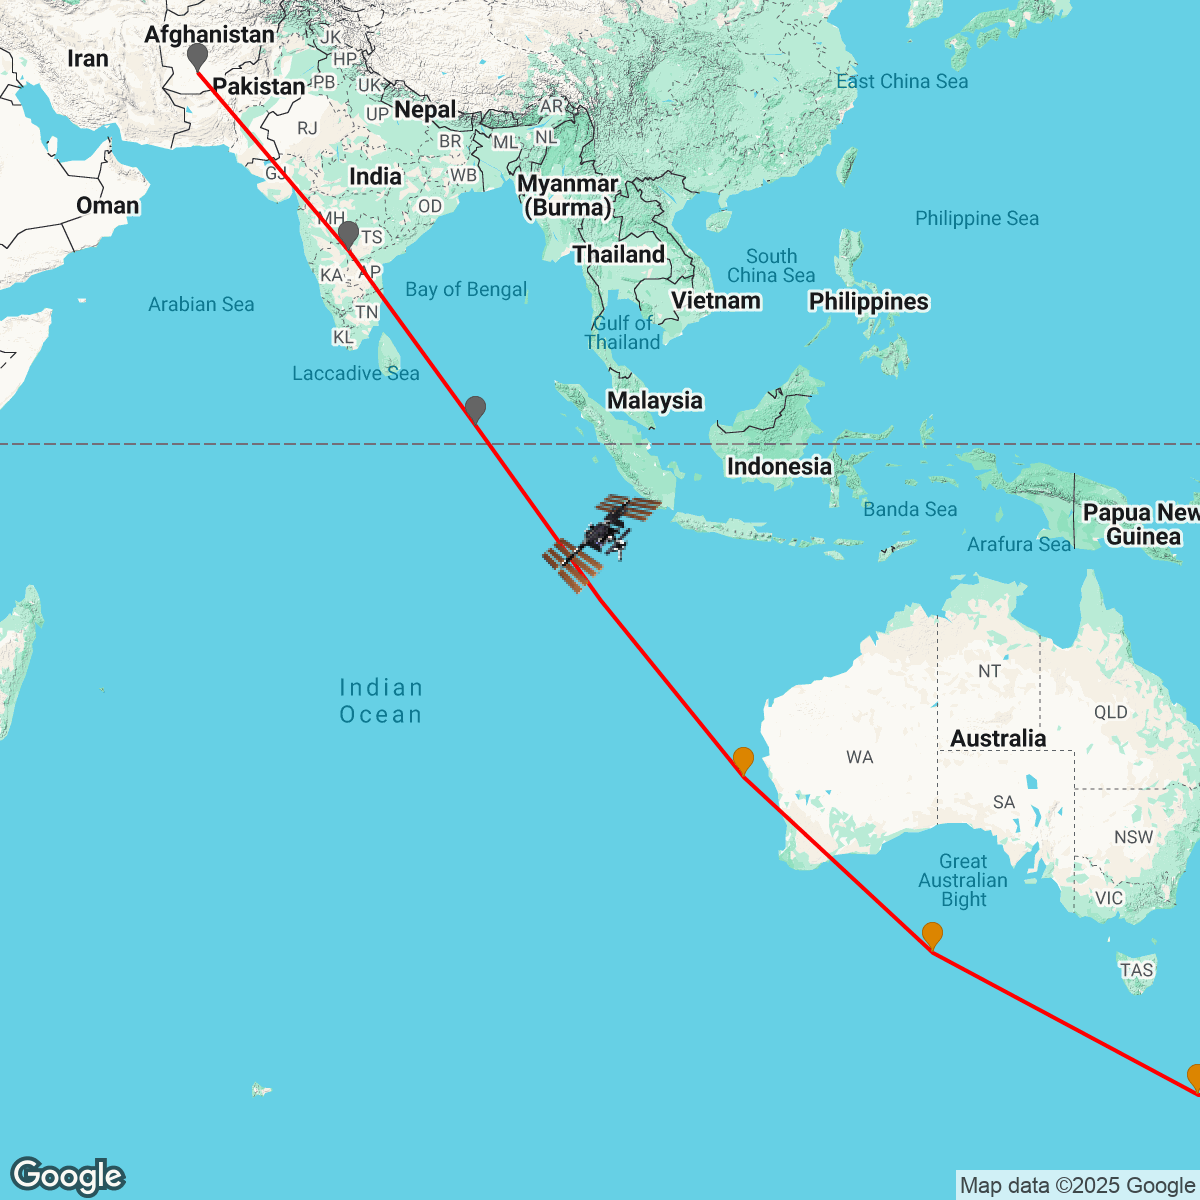 Afghanistan
JK
Iran
HP
Pakistan
PB
UK
East China Sea
Nepal
AR
UP
RJ
BR
ML
NL
GJ
India
WB
Myanmar
(Burma)
Oman
OD
MH
TS
Philippine Sea
Thailand
South
China Sea
KA
AP
Bay of Bengal
Arabian Sea
Vietnam
Philippines
TN
Gulf of
Thailand
KL
Laccadive Sea
Malaysia
Indonesia
Banda Sea
Papua New
Guinea
Arafura Sea
Indian
Ocean
NT
QLD
Australia
WA
SA
NSW
Great
Australian
Bight
VIC
TAS
Google
Map data ©2025 Google